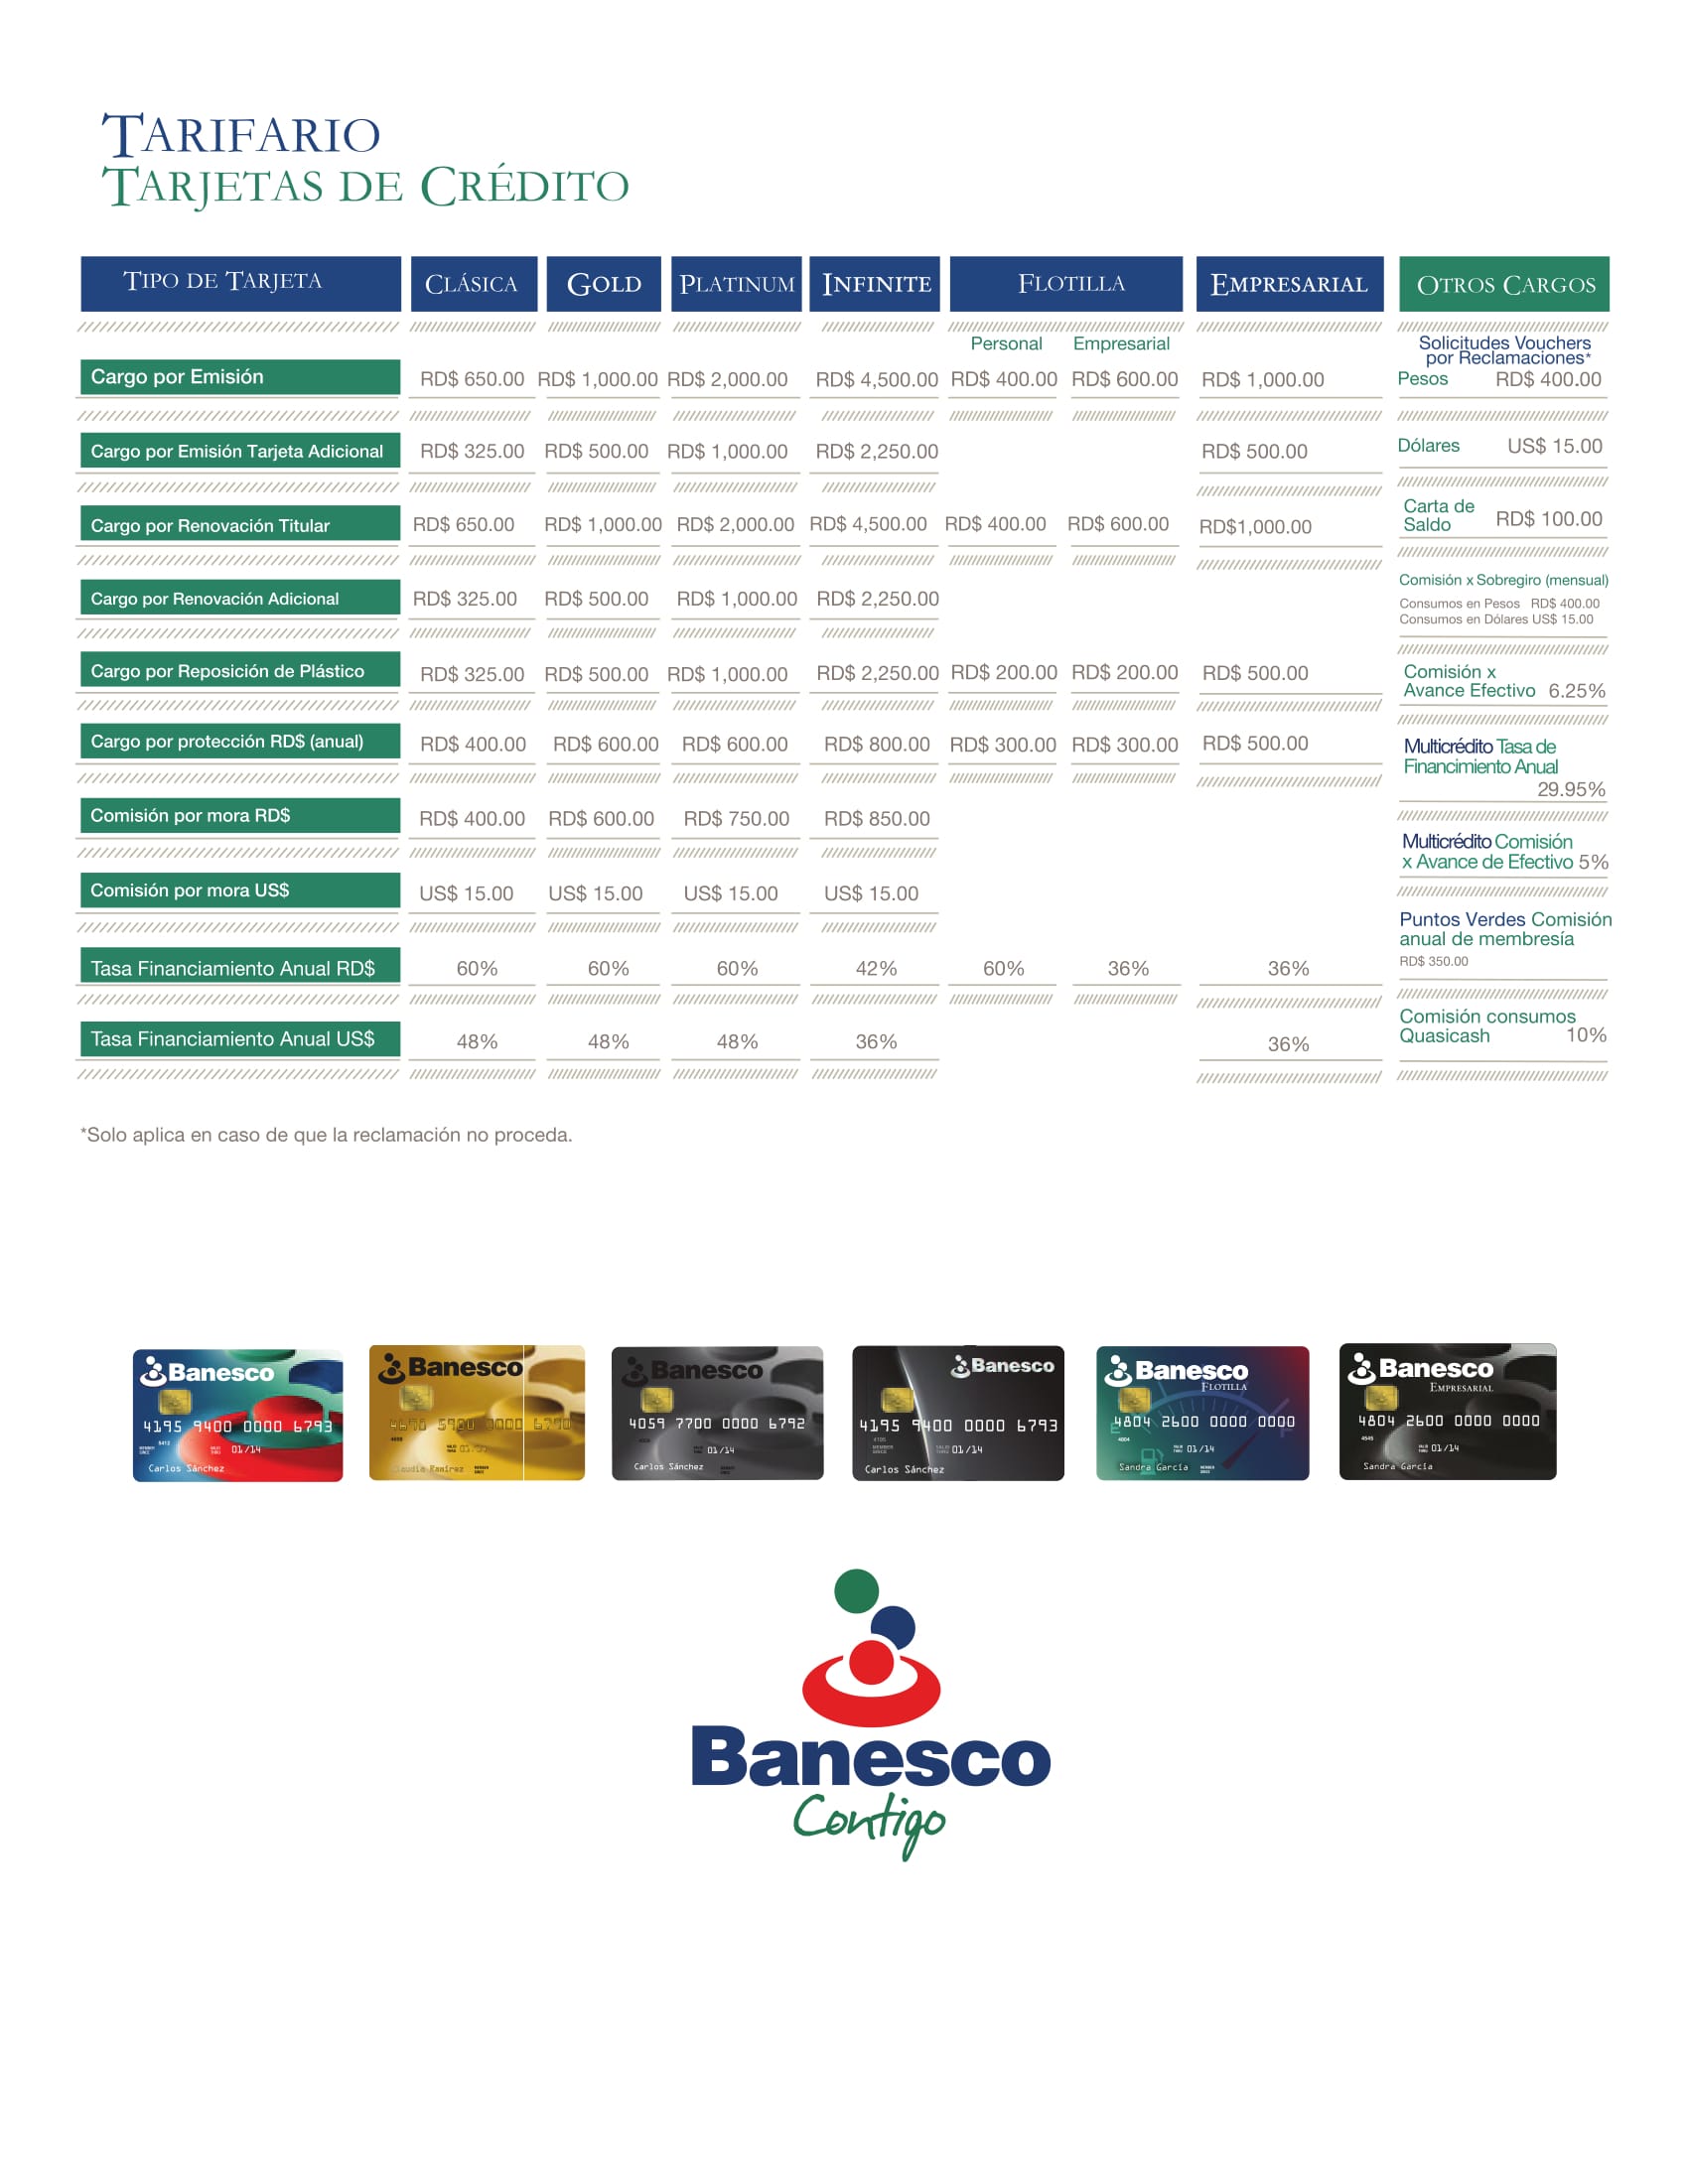 TARIFARIO
TARJETAS DE CRÉDITO
TIPO DE TARJETA CLÁSICA GOLD PLATINUM INFINITE FLOTILLA EMPRESARIAL OTROS CARGOS
Personal Empresarial Solicitudes Vouchers
por Reclamaciones*
Cargo por Emisión RD$ 650.00 RD$ 1,000.00 RD$ 2,000.00 RD$ 4,500.00 RD$ 400.00 RD$ 600.00 RD$ 1,000.00 Pesos RD$ 400.00
Cargo por Emisión Tarjeta Adicional RD$ 325.00 RD$ 500.00 RD$ 1,000.00 RD$ 2,250.00 RD$ 500.00 Dólares US$ 15.00
Carta de
Cargo por Renovación Titular RD$ 650.00 RD$ 1,000.00 RD$ 2,000.00 RD$ 4,500.00 RD$ 400.00 RD$ 600.00 RD$1,000.00 Saldo RD$ 100.00
Comisión x Sobregiro (mensual)
Cargo por Renovación Adicional RD$ 325.00 RD$ 500.00 RD$ 1,000.00 RD$ 2,250.00 Consumos en Pesos RD$ 400.00
Consumos en Dólares US$ 15.00
Cargo por Reposición de Plástico RD$ 325.00 RD$ 500.00 RD$ 1,000.00 RD$ 2,250.00 RD$ 200.00 RD$ 200.00 RD$ 500.00 Comisión x
Avance Efectivo 6.25%
Cargo por protección RD$ (anual) RD$ 400.00 RD$ 600.00 RD$ 600.00 RD$ 800.00 RD$ 300.00 RD$ 300.00 RD$ 500.00 Multicrédito Tasa de
Financimiento Anual
29.95%
Comisión por mora RD$ RD$ 400.00 RD$ 600.00 RD$ 750.00 RD$ 850.00 Multicrédito Comisión
x Avance de Efectivo 5%
Comisión por mora US$ US$ 15.00 US$ 15.00 US$ 15.00 US$ 15.00 Puntos Verdes Comisión
anual de membresía
Tasa Financiamiento Anual RD$ 60% 60% 60% 42% 60% 36% 36% RD$ 350.00
Comisión consumos
Tasa Financiamiento Anual US$ 48% 48% 48% 36% 36% Quasicash 10%
*Solo aplica en caso de que la reclamación no proceda.
Banesco Banesco Banesco Banesco Banesco Banesco
FLOTILLA EMPRESARIAL
4195 9400 0000 6793 4059 7700 0000 6792 4195 9400 0000 6793 4804 2600 0000 0000 4804 2600 0000 0000
01/14 01/14 01/14 01/14 01/14
Carlos Sánchez Claudia Ramírez Carlos Sánchez Carlos Sánchez Sandra García Sandra García
Banesco
Contigo